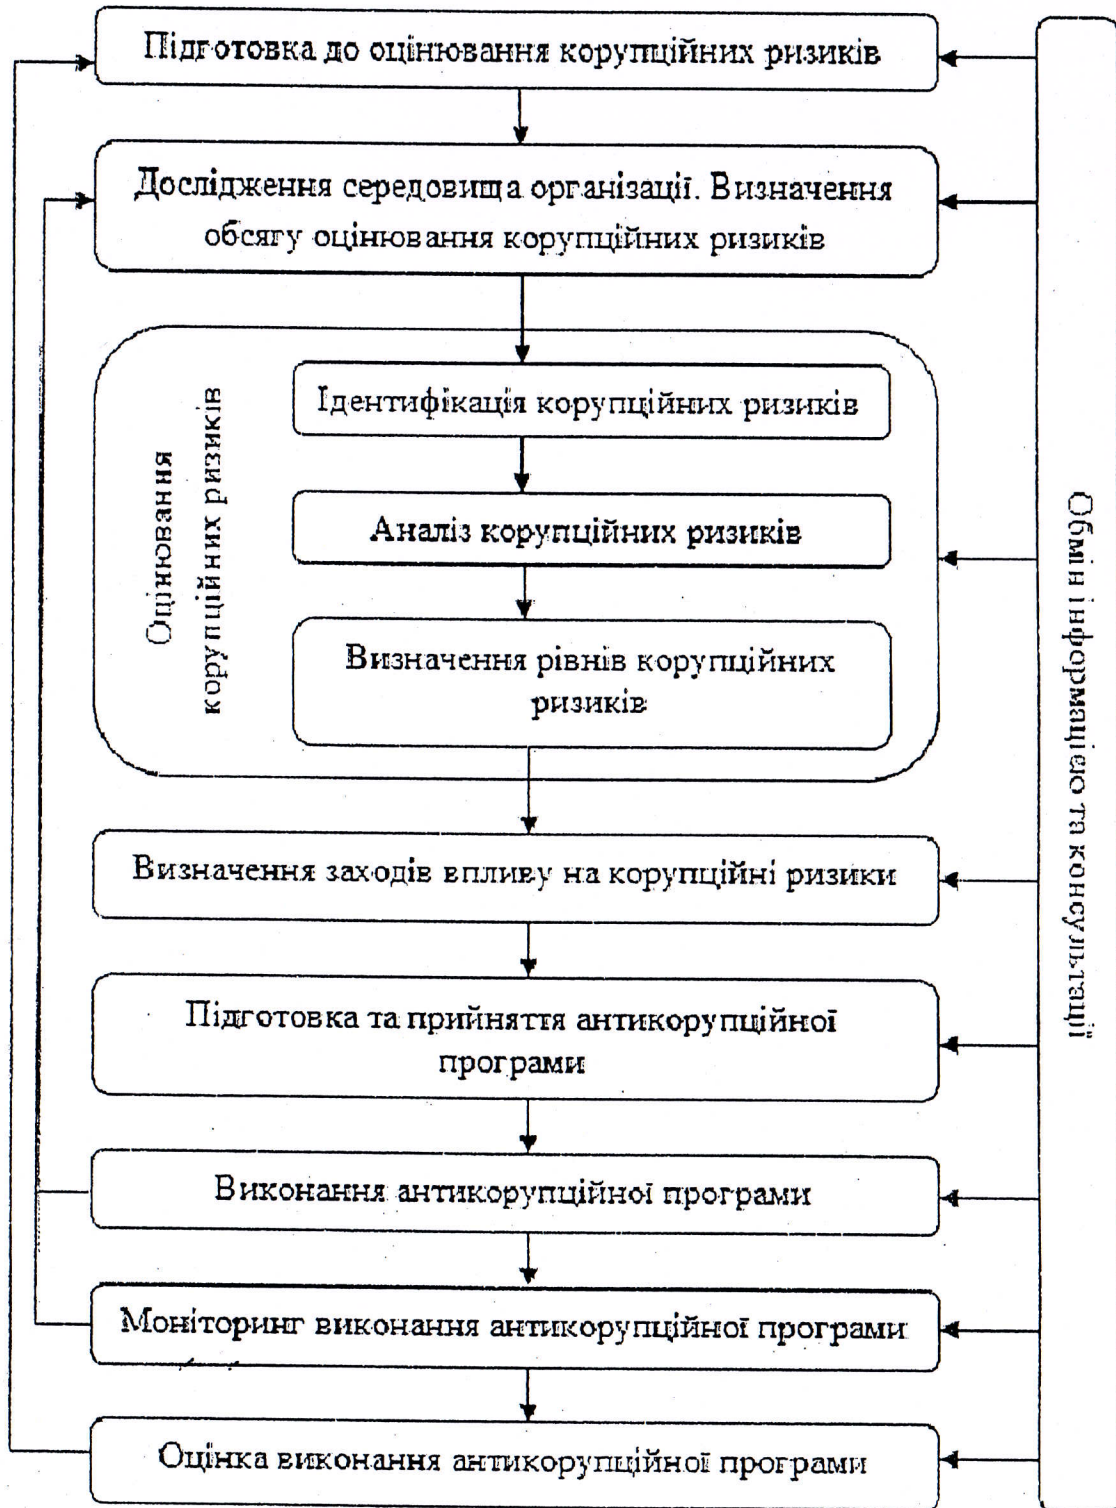 Підготовка до оцінювання корупційних ризиків
Дослідження середовища організації. Визначення
обсягу оцінювання корупційних ризиків
Оцінювання
корупційних ризиків
Ідентифікація корупційних ризиків
Аналіз корупційних ризиків
Визначення рівнів корупційних
ризиків
Визначення заходів впливу на корупційні ризики
Підготовка та прийняття антикорупційної
програми
Виконання антикорупційної програми
Моніторинг виконання антикорупційної програми
Оцінка виконання антикорупційної програми
Обмін інформацією та консультації